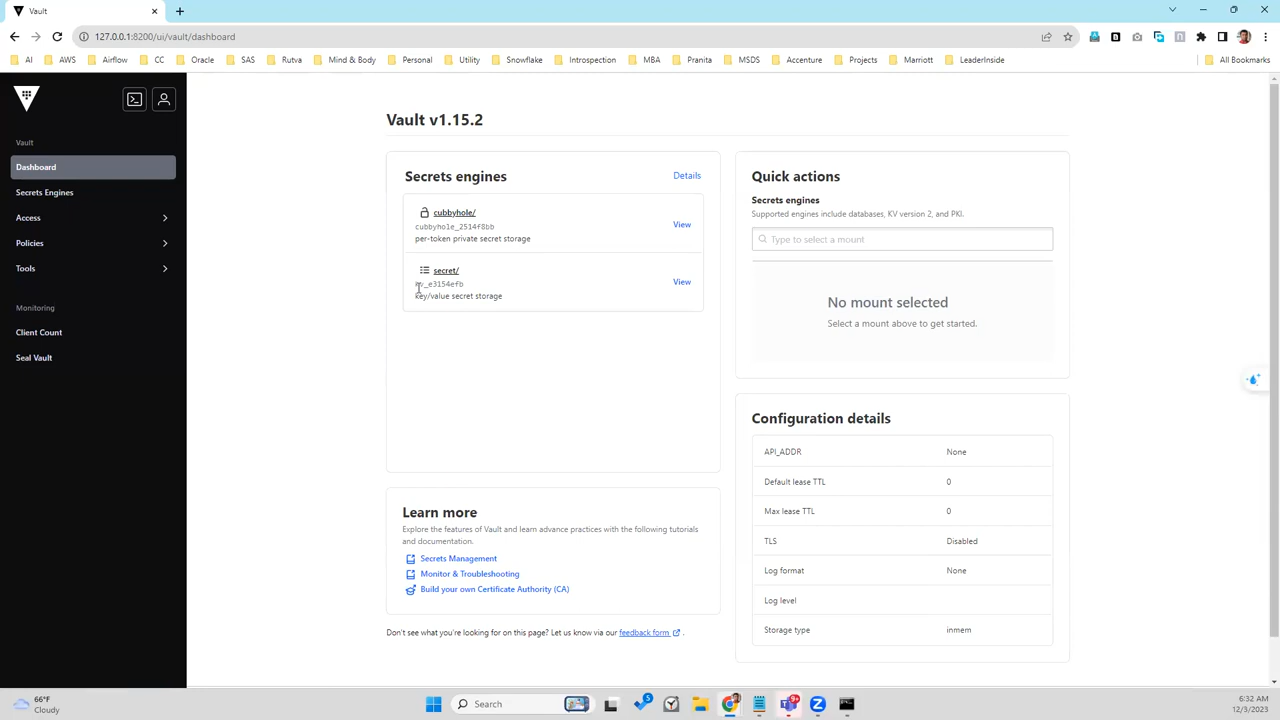 Vault
127.0.0.1:8200/ui/vault/dashboard
AI AWS Airflow CC Oracle SAS Rutva Mind & Body Personal Utility Snowflake Introspection MBA Pranita MSDS Accenture Projects Marriott LeaderInside All Bookmarks
Vault
Dashboard
Secrets Engines
Access
Policies
Tools
Monitoring
Client Count
Seal Vault
Vault v1.15.2
Secrets engines Details
cubbyhole/
cubbyhole_2514f8bb
per-token private secret storage
View
secret/
kv_e3154efb
key/value secret storage
View
Learn more
Explore the features of Vault and learn advance practices with the following tutorials
and documentation.
Secrets Management
Monitor & Troubleshooting
Build your own Certificate Authority (CA)
Don't see what you're looking for on this page? Let us know via our feedback form .
Quick actions
Secrets engines
Supported engines include databases, KV version 2, and PKI.
Type to select a mount
No mount selected
Select a mount above to get started.
Configuration details
API_ADDR None
Default lease TTL 0
Max lease TTL 0
TLS Disabled
Log format None
Log level
Storage type inmem
66°F
Cloudy
Search
5
9+
6:32 AM
12/3/2023